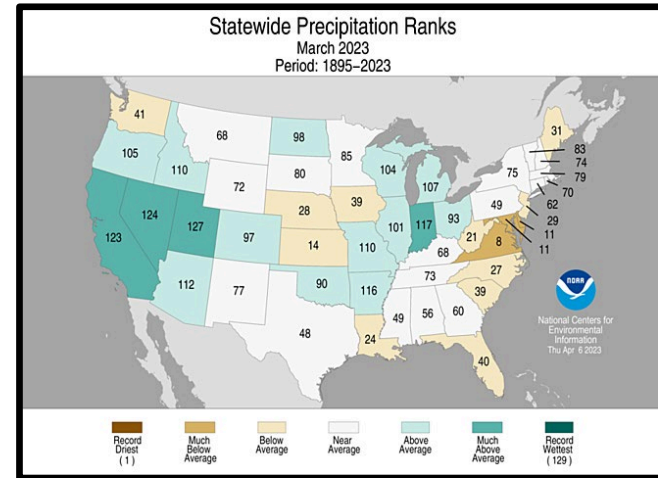 Statewide Precipitation Ranks
March 2023
Period: 1895–2023
41
68
98
85
31
83
74
79
70
62
29
11
11
105
110
72
80
104
107
75
49
123
124
127
97
28
39
101
117
93
21
8
14
110
68
27
112
77
90
116
73
39
48
24
49
56
60
40
NOAA
National Centers for
Environmental
Information
Thu Apr 6 2023
Record
Driest
(1)
Much
Below
Average
Below
Average
Near
Average
Above
Average
Much
Above
Average
Record
Wettest
(129)